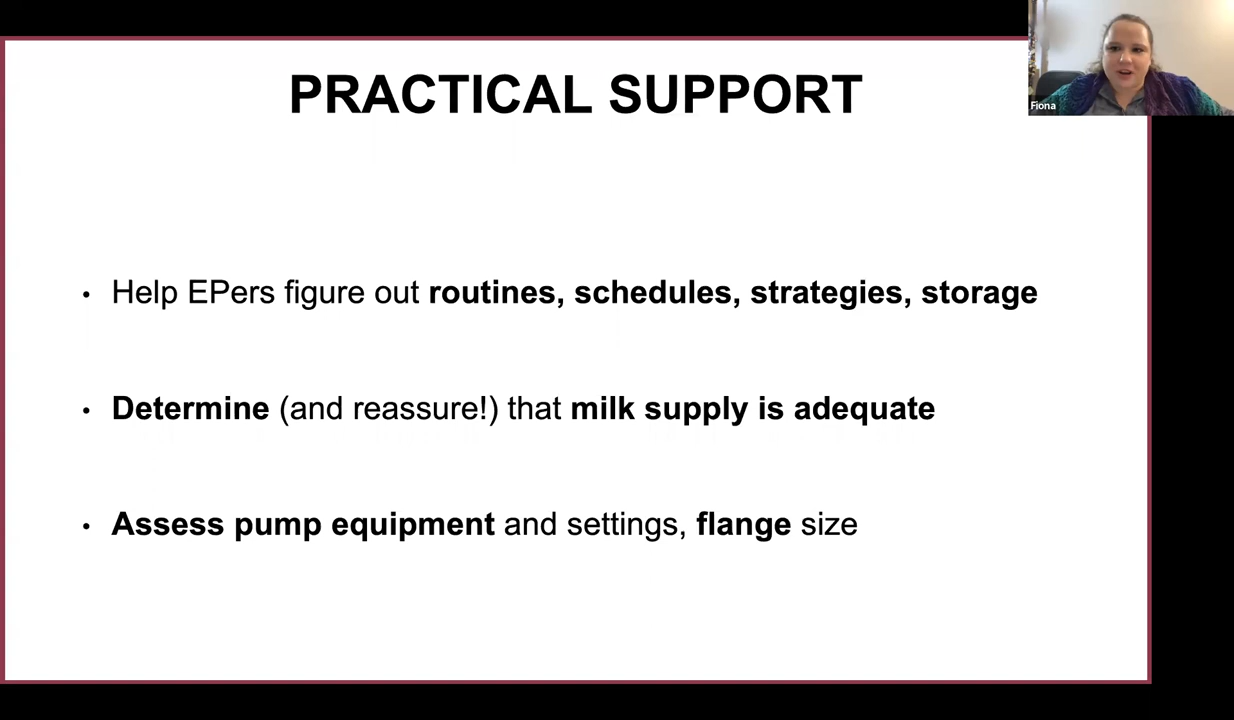 PRACTICAL SUPPORT
Fiona
• Help EPers figure out routines, schedules, strategies, storage
• Determine (and reassure!) that milk supply is adequate
• Assess pump equipment and settings, flange size